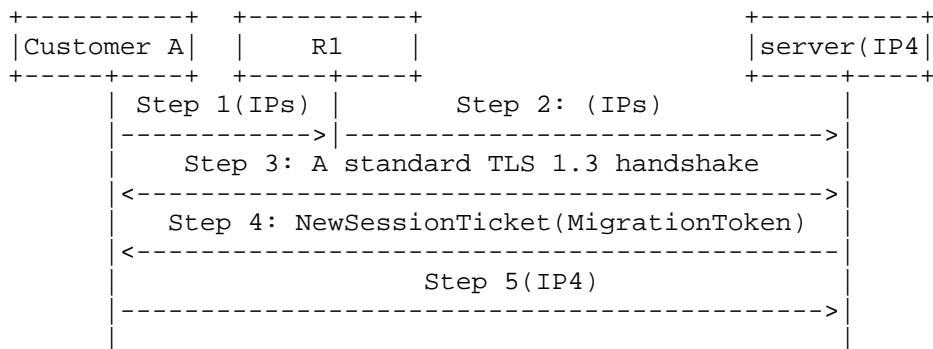 Customer A R1 server(IP4
Step 1(IPs) Step 2: (IPs)
Step 3: A standard TLS 1.3 handshake
Step 4: NewSessionTicket(MigrationToken)
Step 5(IP4)